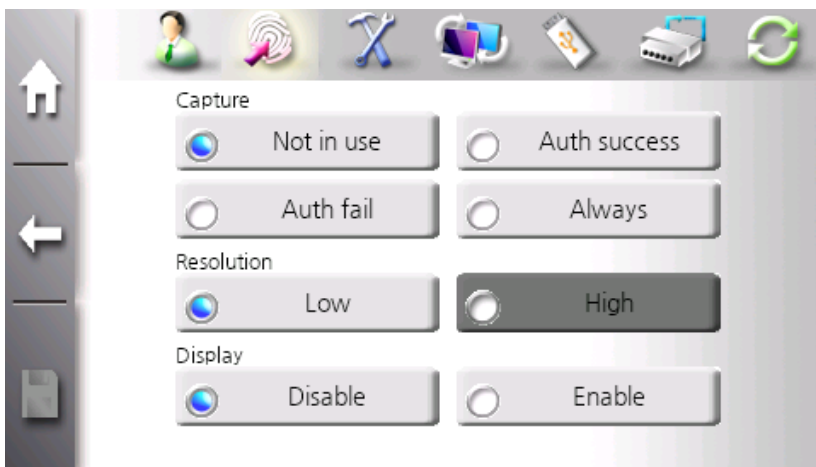 Capture
Not in use Auth success
Auth fail Always
Resolution
Low High
Display
Disable Enable